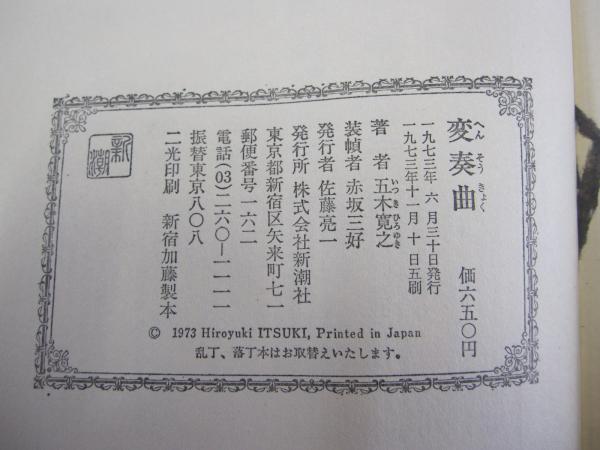 変奏曲
へんそうきょく
価六五〇円
一九七三年六月三十日発行
一九七三年十一月十日五刷
著者 五木寛之
いつきひろゆき
装幀者 赤坂三好
発行者 佐藤亮一
発行所 株式会社新潮社
東京都新宿区矢来町七一
郵便番号一六二
電話(03)二六〇—一一一一
振替東京八〇八
二光印刷 新宿加藤製本
新潮
© 1973 Hiroyuki ITSUKI, Printed in Japan
乱丁、落丁本はお取替えいたします。